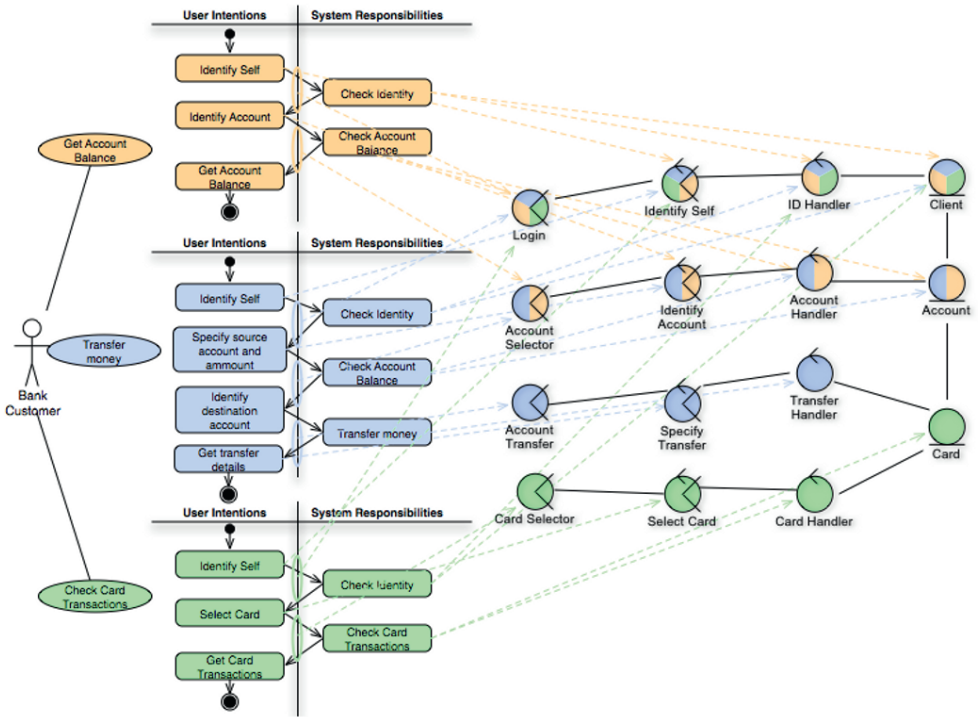 User Intentions
System Responsibilities
Identify Self
Check Identity
Identify Account
Check Account
Balance
Get Account
Balance
Get Account
Balance
Login
Identify Self
ID Handler
Client
User Intentions
System Responsibilities
Identify Self
Check Identity
Specify source
account and
ammount
Check Account
Balance
Identify
destination
account
Transfer money
Get transfer
details
Transfer
money
Bank
Customer
Account
Selector
Identify
Account
Account
Handler
Account
Account
Transfer
Specify
Transfer
Transfer
Handler
Card
Card Selector
Select Card
Card Handler
User Intentions
System Responsibilities
Identify Self
Check Identity
Select Card
Check Card
Transactions
Get Card
Transactions
Check Card
Transactions